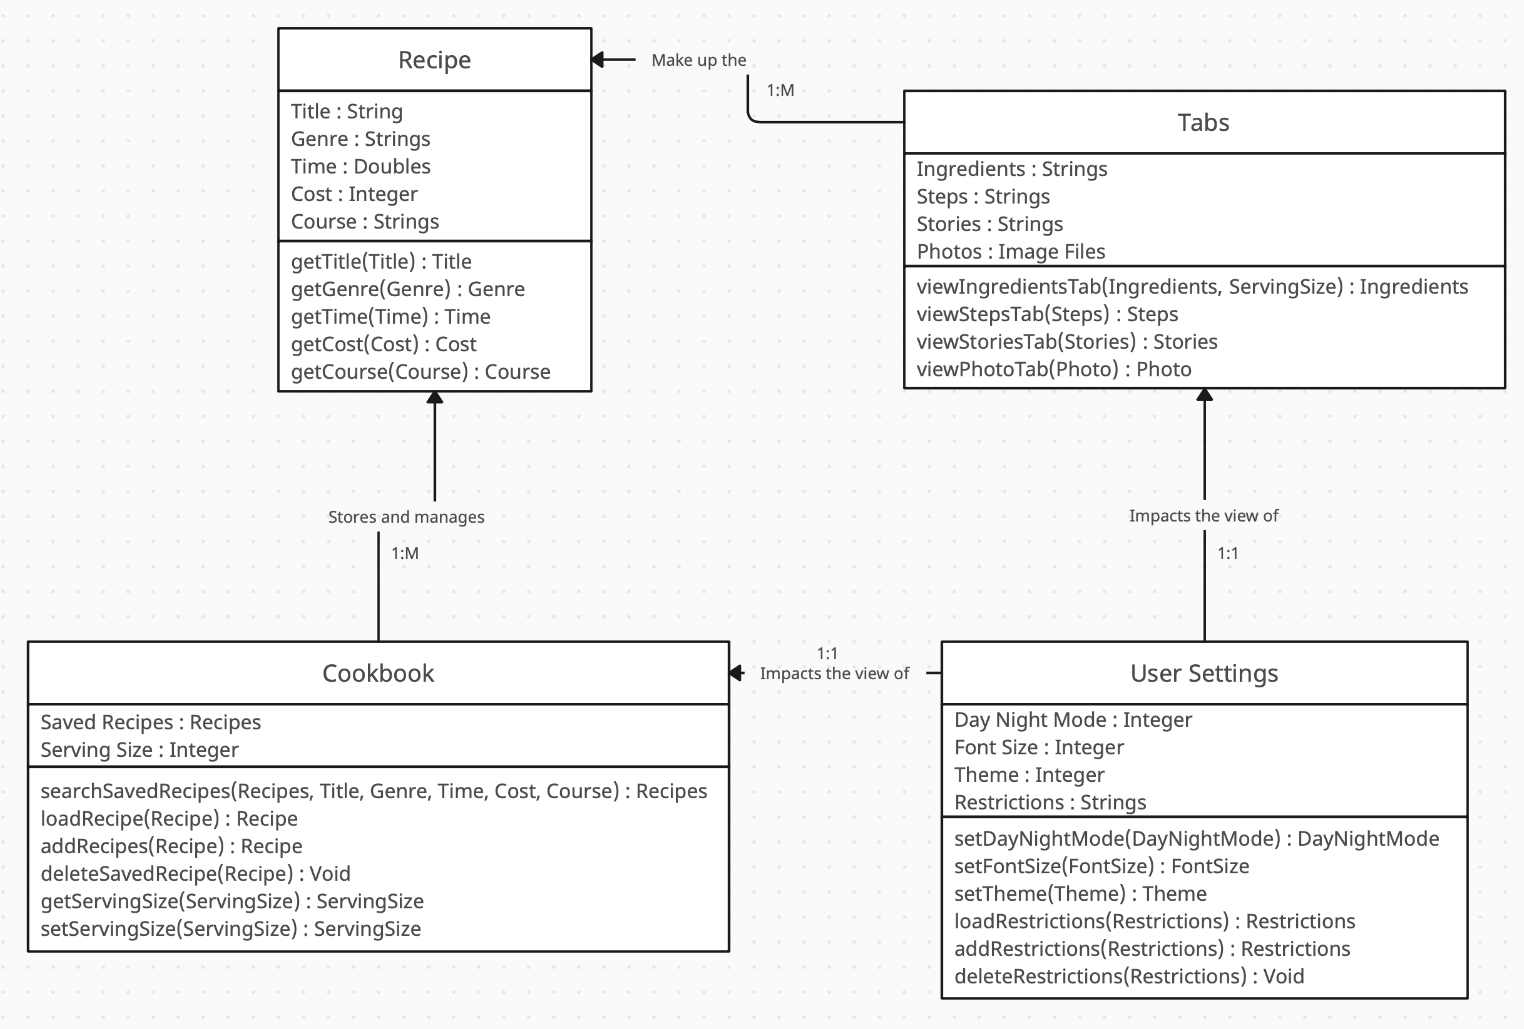 Recipe
Title : String
Genre : Strings
Time : Doubles
Cost : Integer
Course : Strings
getTitle(Title) : Title
getGenre(Genre) : Genre
getTime(Time) : Time
getCost(Cost) : Cost
getCourse(Course) : Course
Make up the
1:M
Tabs
Ingredients : Strings
Steps : Strings
Stories : Strings
Photos : Image Files
viewIngredientsTab(Ingredients, ServingSize) : Ingredients
viewStepsTab(Steps) : Steps
viewStoriesTab(Stories) : Stories
viewPhotoTab(Photo) : Photo
Stores and manages
1:M
Impacts the view of
1:1
Cookbook
Saved Recipes : Recipes
Serving Size : Integer
searchSavedRecipes(Recipes, Title, Genre, Time, Cost, Course) : Recipes
loadRecipe(Recipe) : Recipe
addRecipes(Recipe) : Recipe
deleteSavedRecipe(Recipe) : Void
getServingSize(ServingSize) : ServingSize
setServingSize(ServingSize) : ServingSize
1:1
Impacts the view of
User Settings
Day Night Mode : Integer
Font Size : Integer
Theme : Integer
Restrictions : Strings
setDayNightMode(DayNightMode) : DayNightMode
setFontSize(FontSize) : FontSize
setTheme(Theme) : Theme
loadRestrictions(Restrictions) : Restrictions
addRestrictions(Restrictions) : Restrictions
deleteRestrictions(Restrictions) : Void